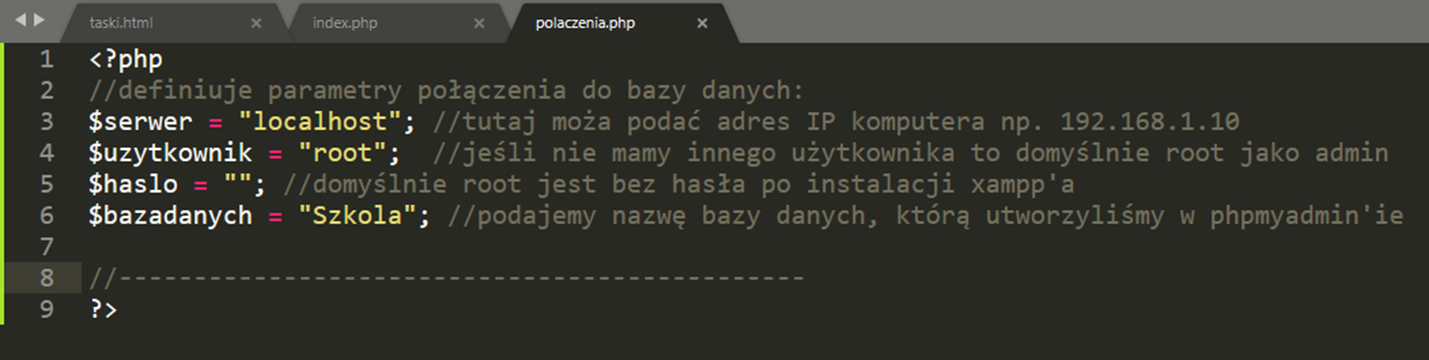 taski.html × index.php × polaczenia.php ×
1 <?php
2 //definiuje parametry połączenia do bazy danych:
3 $serwer = "localhost"; //tutaj moża podać adres IP komputera np. 192.168.1.10
4 $uzytkownik = "root";  //jeśli nie mamy innego użytkownika to domyślnie root jako admin
5 $haslo = ""; //domyślnie root jest bez hasła po instalacji xampp'a
6 $bazadanych = "Szkola"; //podajemy nazwę bazy danych, którą utworzyliśmy w phpmyadmin'ie
7
8 //----------------------------------------------
9 ?>